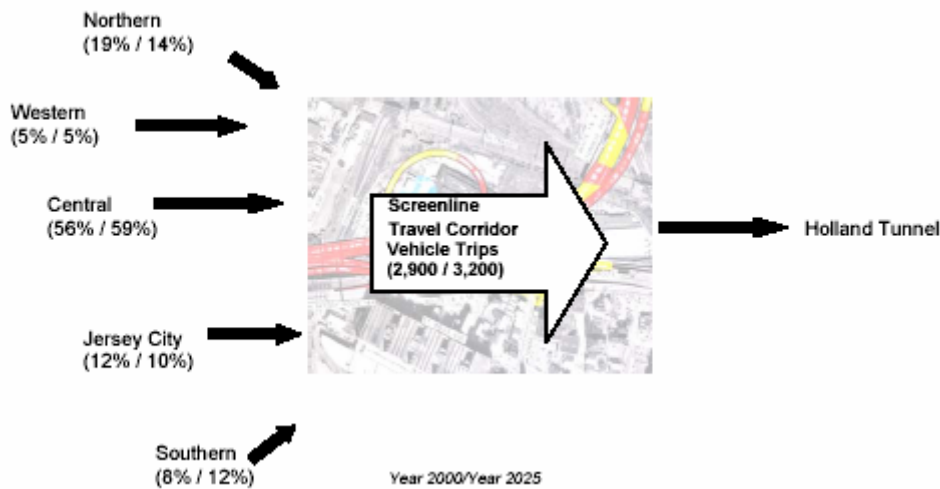 Northern
(19% / 14%)
Western
(5% / 5%)
Central
(56% / 59%)
Screenline
Travel Corridor
Vehicle Trips
(2,900 / 3,200)
Holland Tunnel
Jersey City
(12% / 10%)
Southern
(8% / 12%)
Year 2000/Year 2025